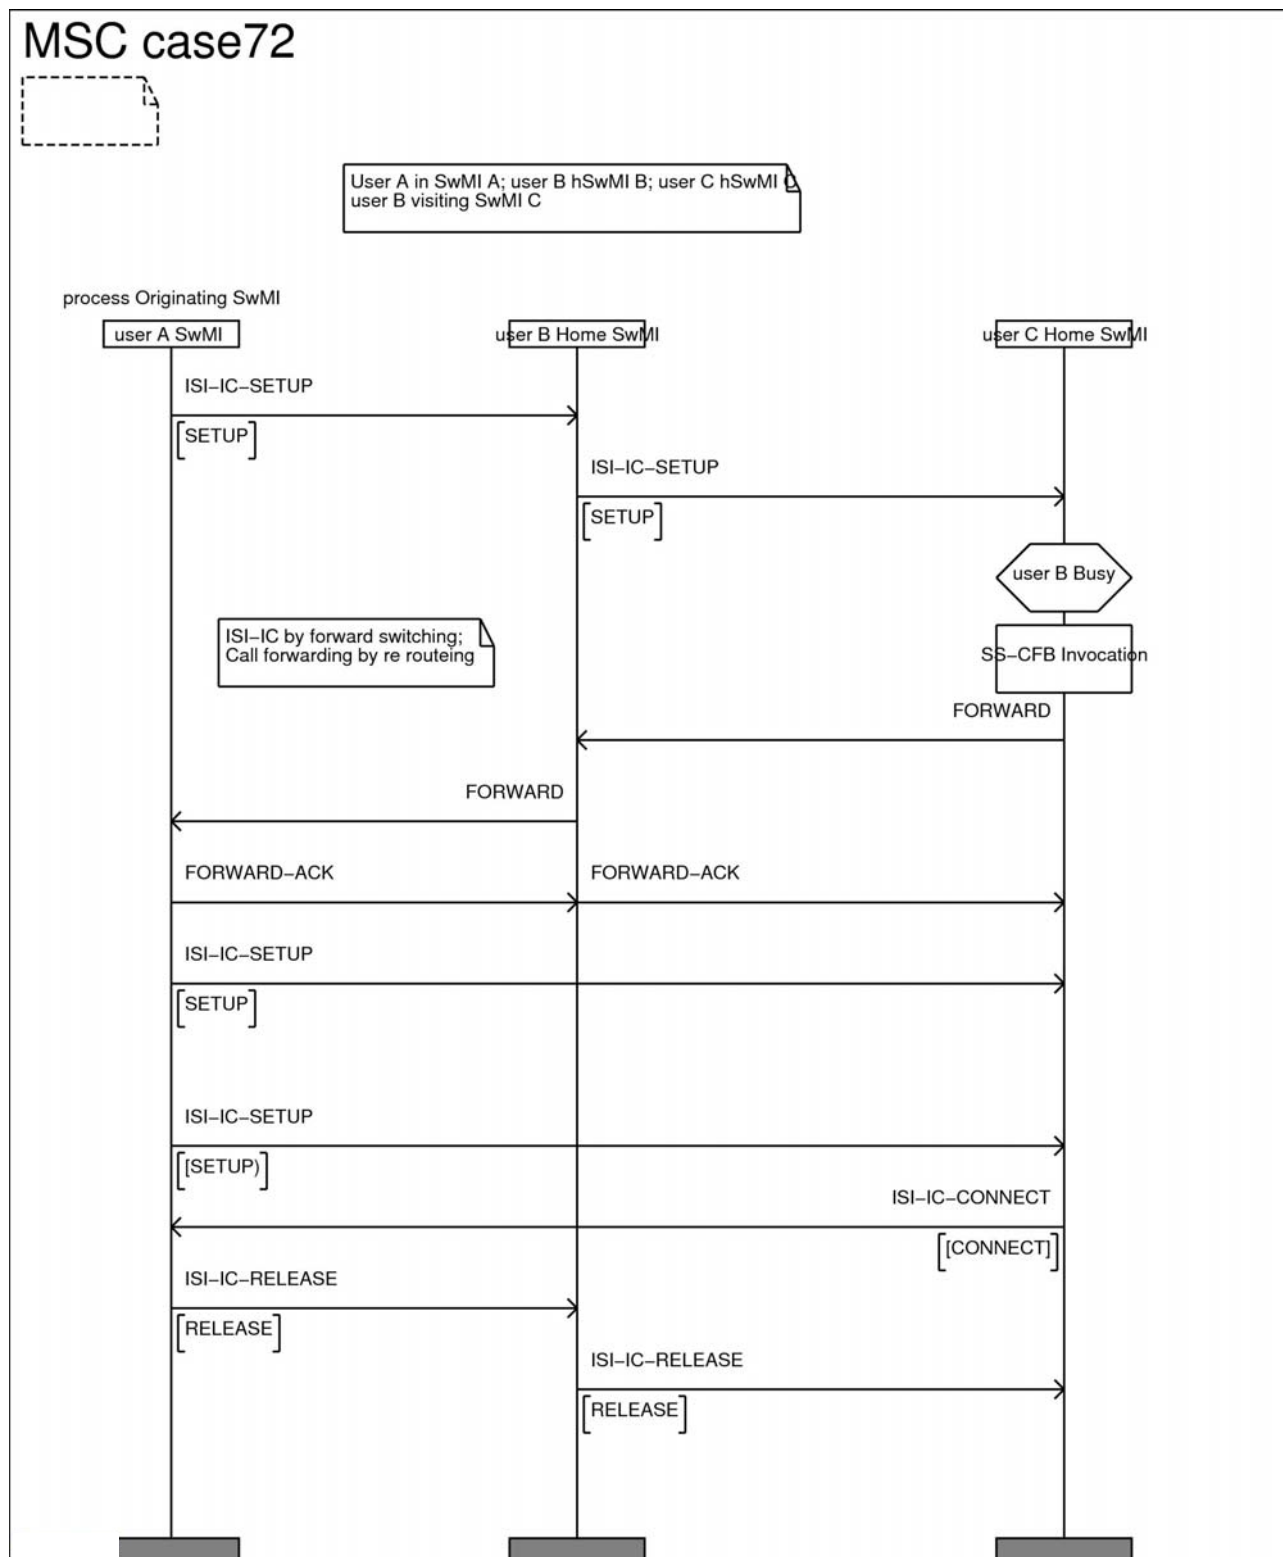 MSC case72
User A in SwMI A; user B hSwMI B; user C hSwMI C
user B visiting SwMI C
process Originating SwMI
user A SwMI
user B Home SwMI
user C Home SwMI
ISI–IC–SETUP
[SETUP]
ISI–IC–SETUP
[SETUP]
user B Busy
ISI–IC by forward switching;
Call forwarding by re routeing
SS–CFB Invocation
FORWARD
FORWARD
FORWARD–ACK
FORWARD–ACK
ISI–IC–SETUP
[SETUP]
ISI–IC–SETUP
[[SETUP)]
ISI–IC–CONNECT
[[CONNECT]]
ISI–IC–RELEASE
[RELEASE]
ISI–IC–RELEASE
[RELEASE]